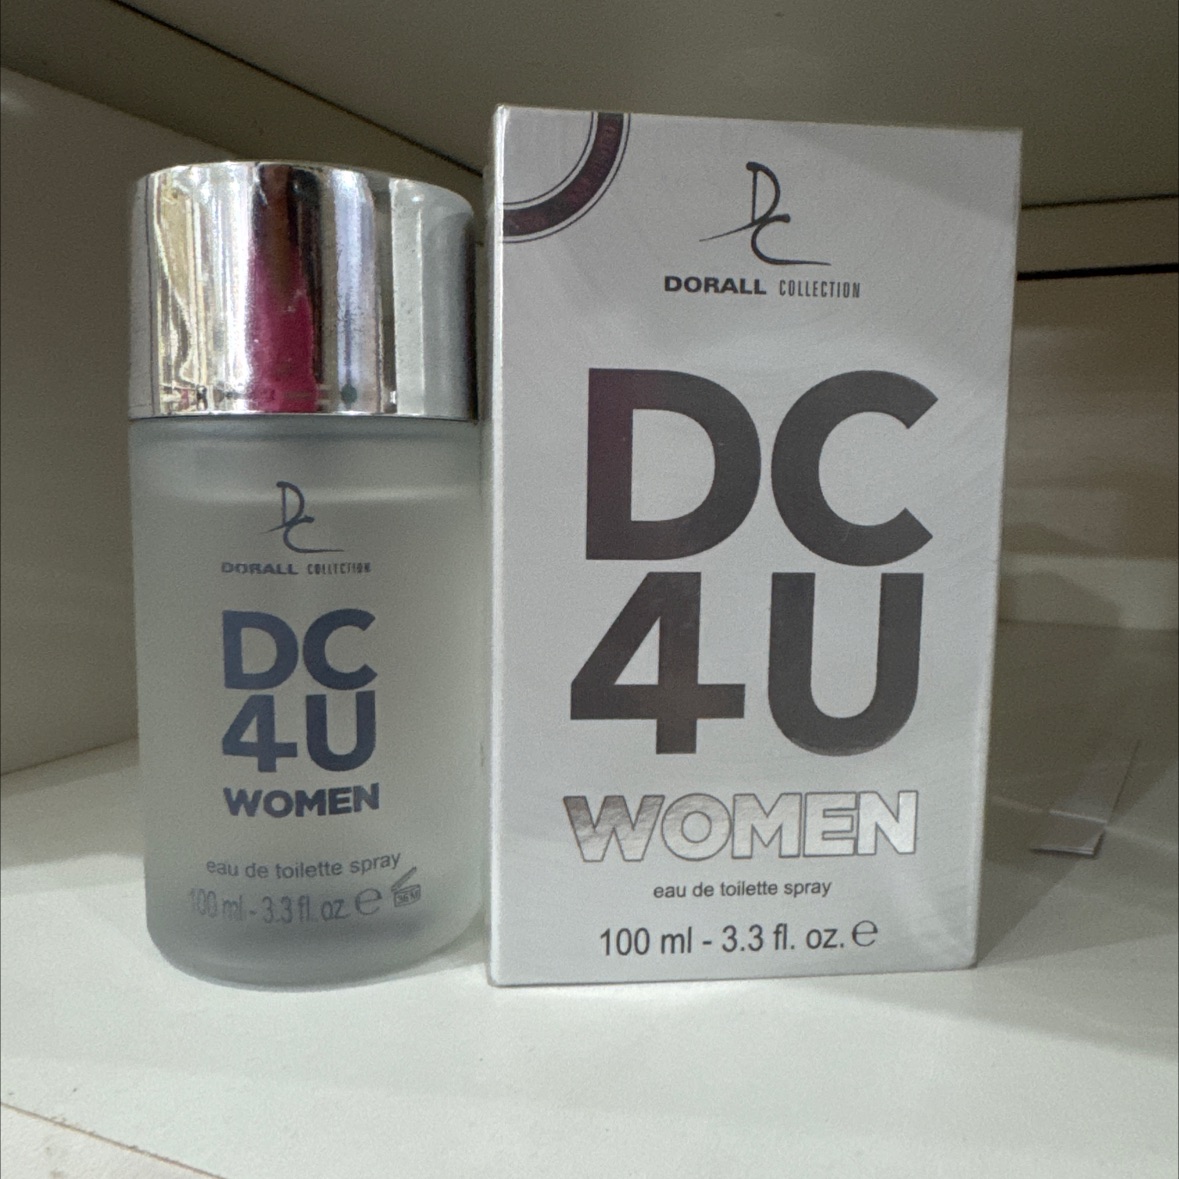 DC
DORALL COLLECTION
DC
4U
WOMEN
eau de toilette spray
100 ml - 3.3 fl. oz. e
DC
DORALL COLLECTION
DC
4U
WOMEN
eau de toilette spray
100 ml - 3.3 fl. oz. e